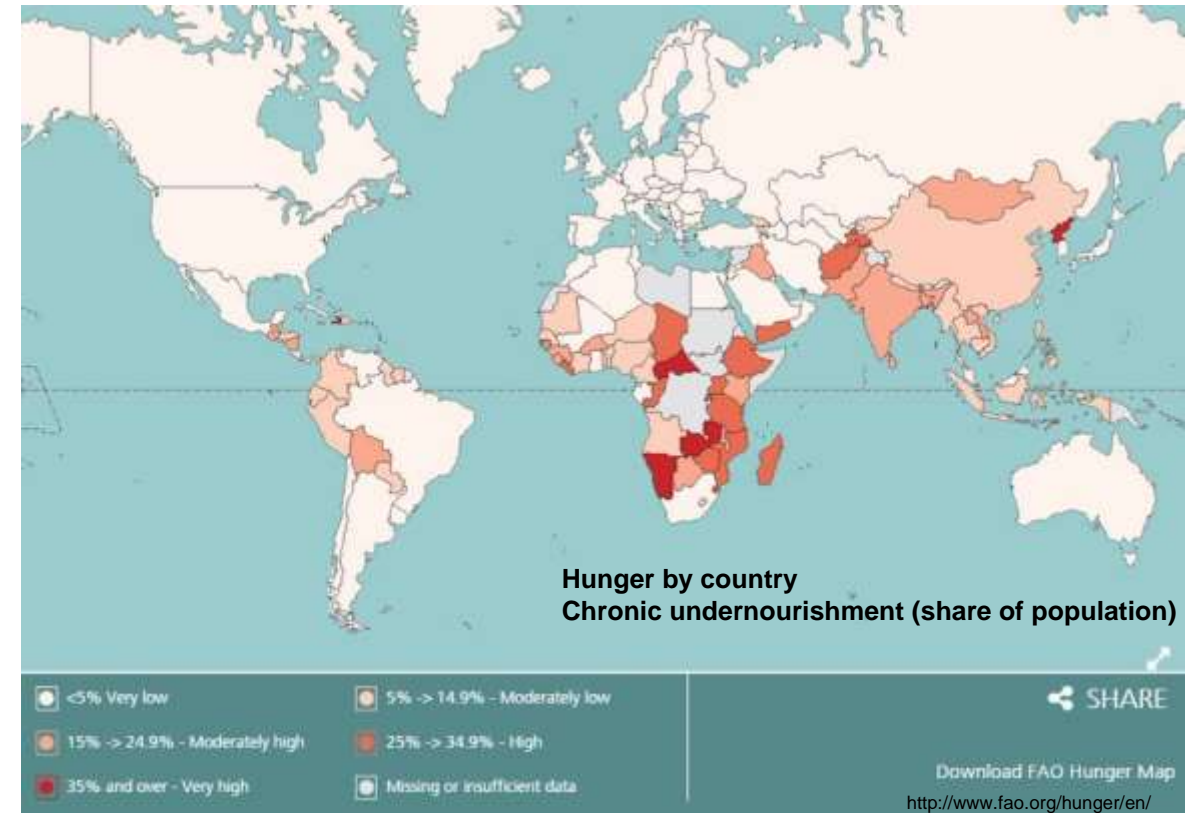 Hunger by country
Chronic undernourishment (share of population)
<5% Very low
5% -> 14.9% - Moderately low
15% -> 24.9% - Moderately high
25% -> 34.9% - High
35% and over - Very high
Missing or insufficient data
SHARE
Download FAO Hunger Map
http://www.fao.org/hunger/en/